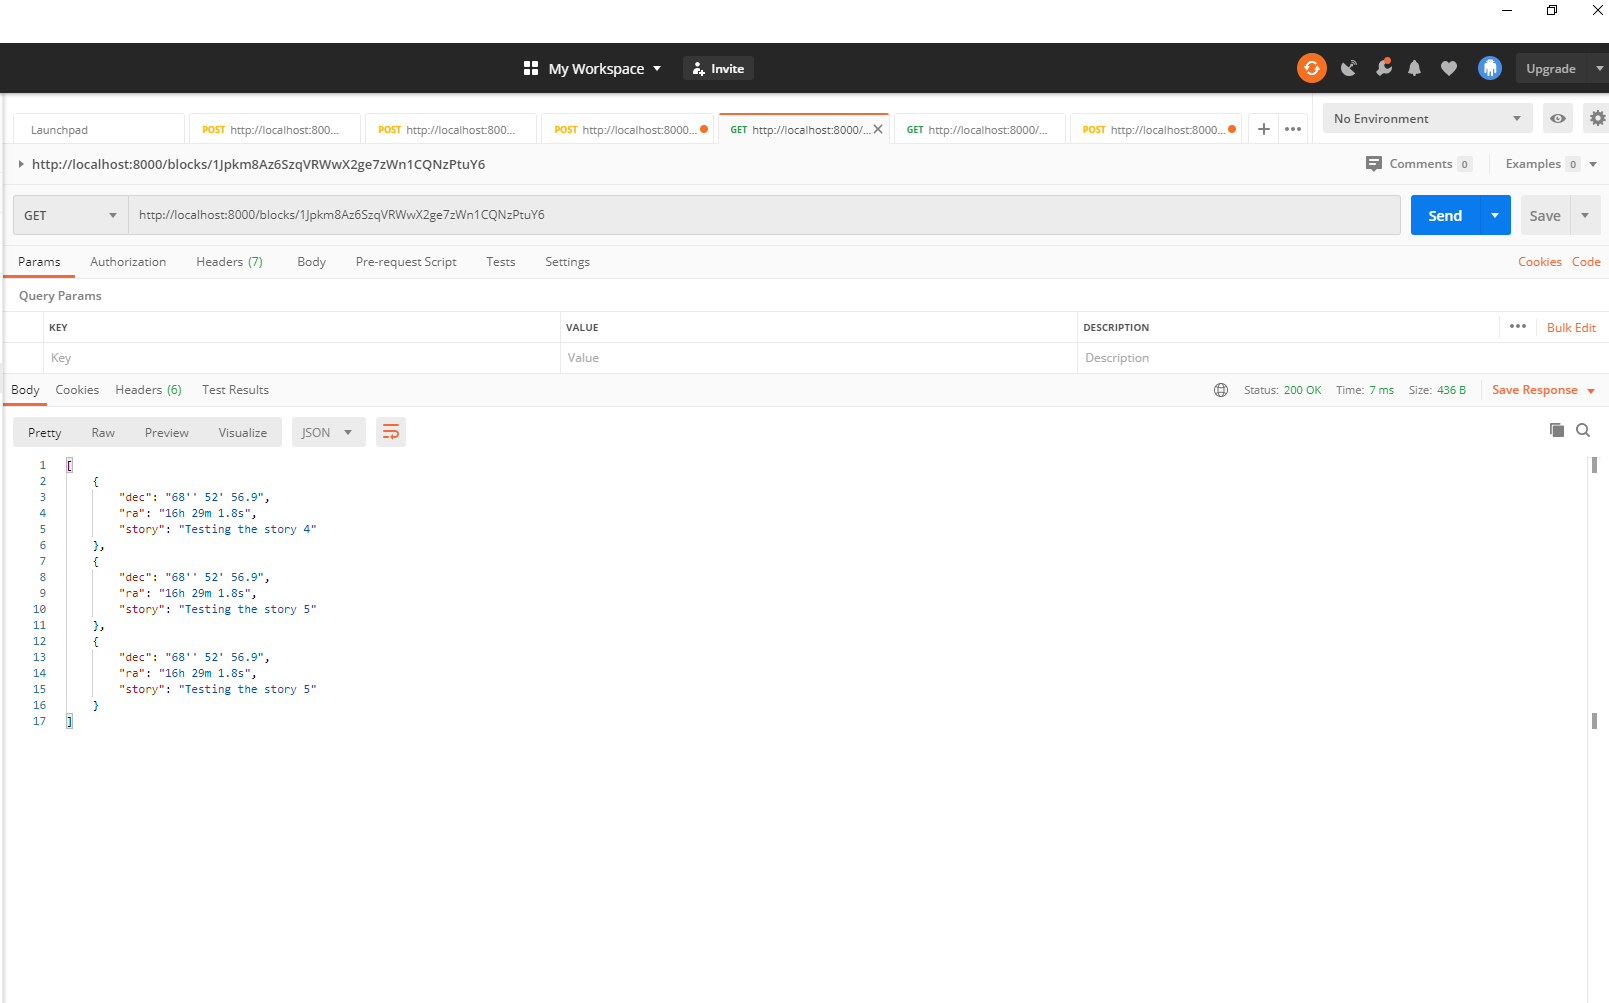 My Workspace Invite Upgrade
Launchpad POST http://localhost:800... POST http://localhost:800... POST http://localhost:8000... GET http://localhost:8000/... GET http://localhost:8000/... POST http://localhost:8000... No Environment
http://localhost:8000/blocks/1Jpkm8Az6SzqVRWwX2ge7zWn1CQNzPtuY6 Comments 0 Examples 0
GET http://localhost:8000/blocks/1Jpkm8Az6SzqVRWwX2ge7zWn1CQNzPtuY6 Send Save
Params Authorization Headers (7) Body Pre-request Script Tests Settings Cookies Code
Query Params
KEY VALUE DESCRIPTION Bulk Edit
Key Value Description
Body Cookies Headers (6) Test Results Status: 200 OK Time: 7 ms Size: 436 B Save Response
Pretty Raw Preview Visualize JSON
1 [
2 {
3 "dec": "68'' 52' 56.9",
4 "ra": "16h 29m 1.8s",
5 "story": "Testing the story 4"
6 },
7 {
8 "dec": "68'' 52' 56.9",
9 "ra": "16h 29m 1.8s",
10 "story": "Testing the story 5"
11 },
12 {
13 "dec": "68'' 52' 56.9",
14 "ra": "16h 29m 1.8s",
15 "story": "Testing the story 5"
16 }
17 ]